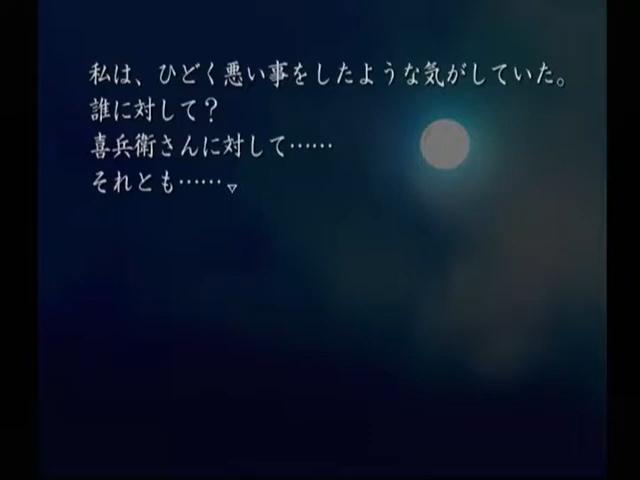 私は、ひどく悪い事をしたような気がしていた。
誰に対して？
喜兵衛さんに対して……
それとも……▽